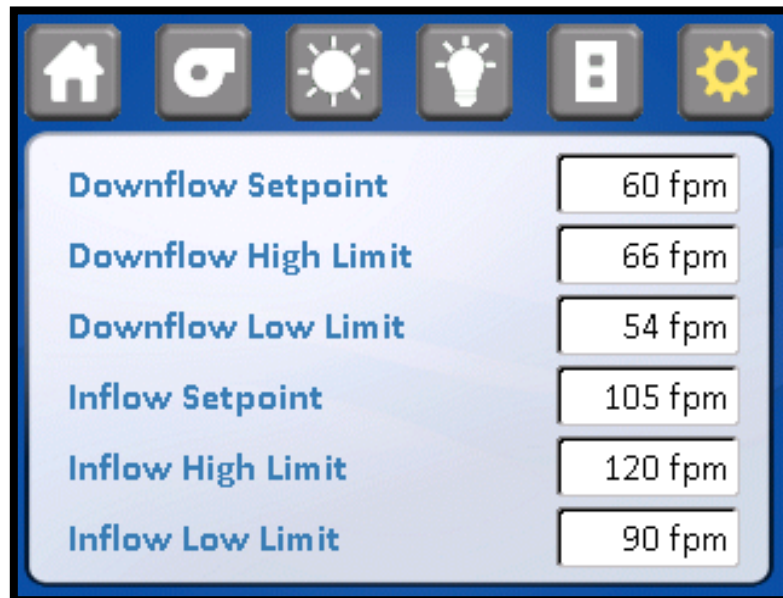 Downflow Setpoint 60 fpm
Downflow High Limit 66 fpm
Downflow Low Limit 54 fpm
Inflow Setpoint 105 fpm
Inflow High Limit 120 fpm
Inflow Low Limit 90 fpm